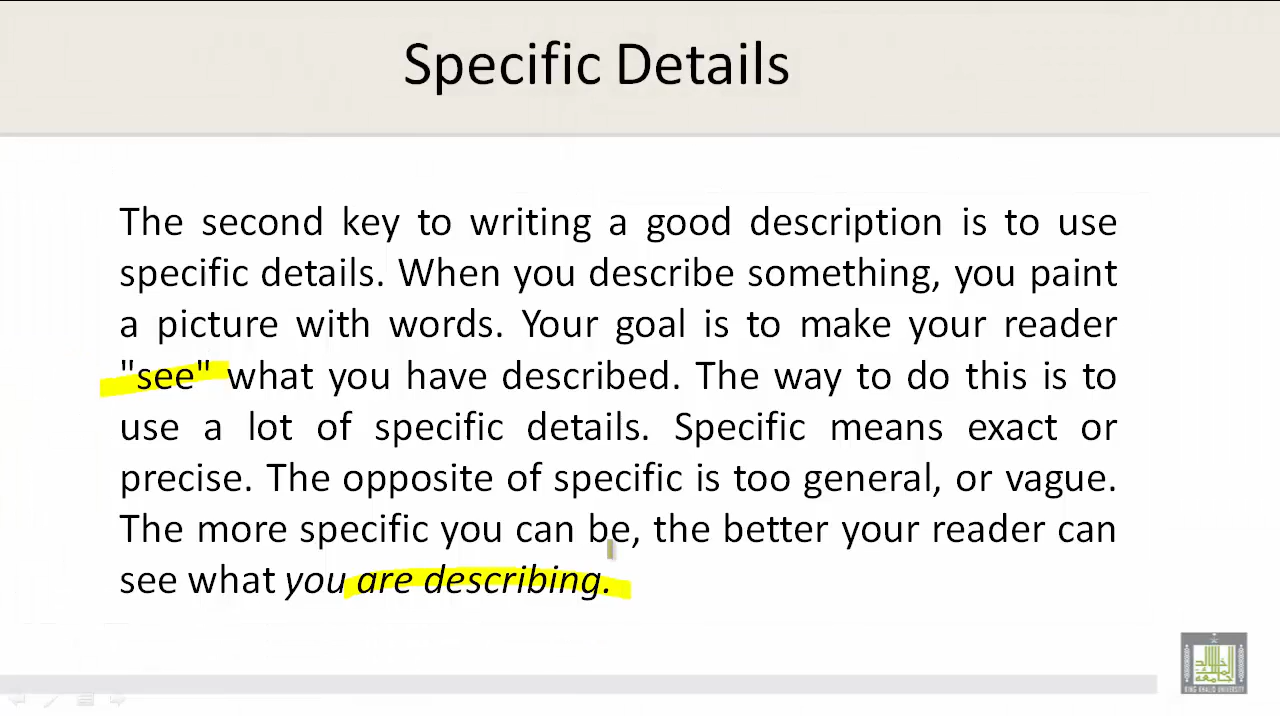 Specific Details
The second key to writing a good description is to use
specific details. When you describe something, you paint
a picture with words. Your goal is to make your reader
"see" what you have described. The way to do this is to
use a lot of specific details. Specific means exact or
precise. The opposite of specific is too general, or vague.
The more specific you can be, the better your reader can
see what you are describing.
KING KHALID UNIVERSITY